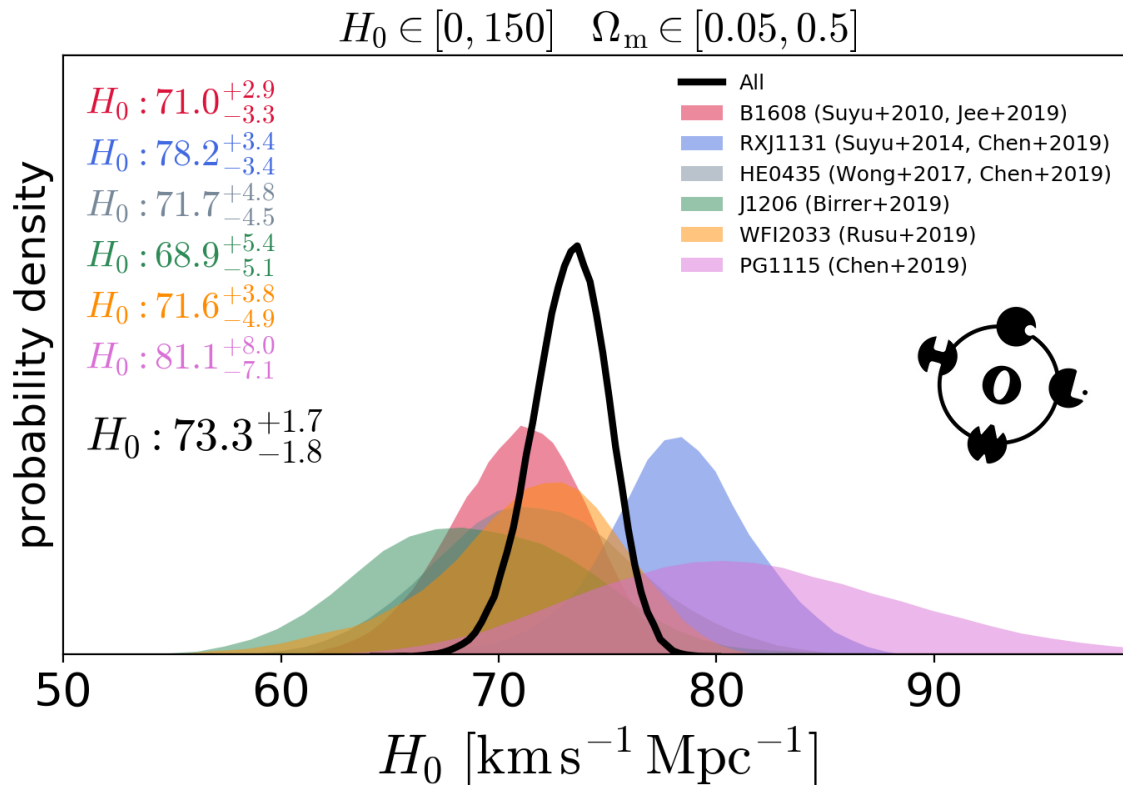 H₀ ∈ [0, 150] Ωₘ ∈ [0.05, 0.5]
H₀ : 71.0 +2.9 −3.3
H₀ : 78.2 +3.4 −3.4
H₀ : 71.7 +4.8 −4.5
H₀ : 68.9 +5.4 −5.1
H₀ : 71.6 +3.8 −4.9
H₀ : 81.1 +8.0 −7.1
H₀ : 73.3 +1.7 −1.8
All
B1608 (Suyu+2010, Jee+2019)
RXJ1131 (Suyu+2014, Chen+2019)
HE0435 (Wong+2017, Chen+2019)
J1206 (Birrer+2019)
WFI2033 (Rusu+2019)
PG1115 (Chen+2019)
probability density
50 60 70 80 90
H₀ [km s⁻¹ Mpc⁻¹]